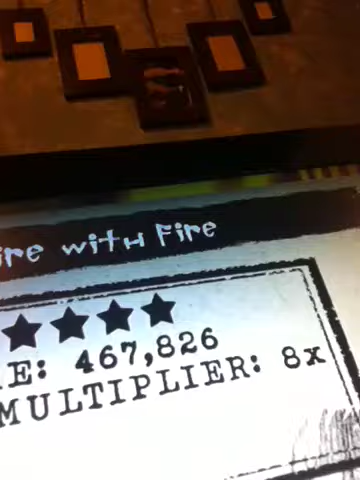 ire with Fire
★★★★
E: 467,826
MULTIPLIER: 8x